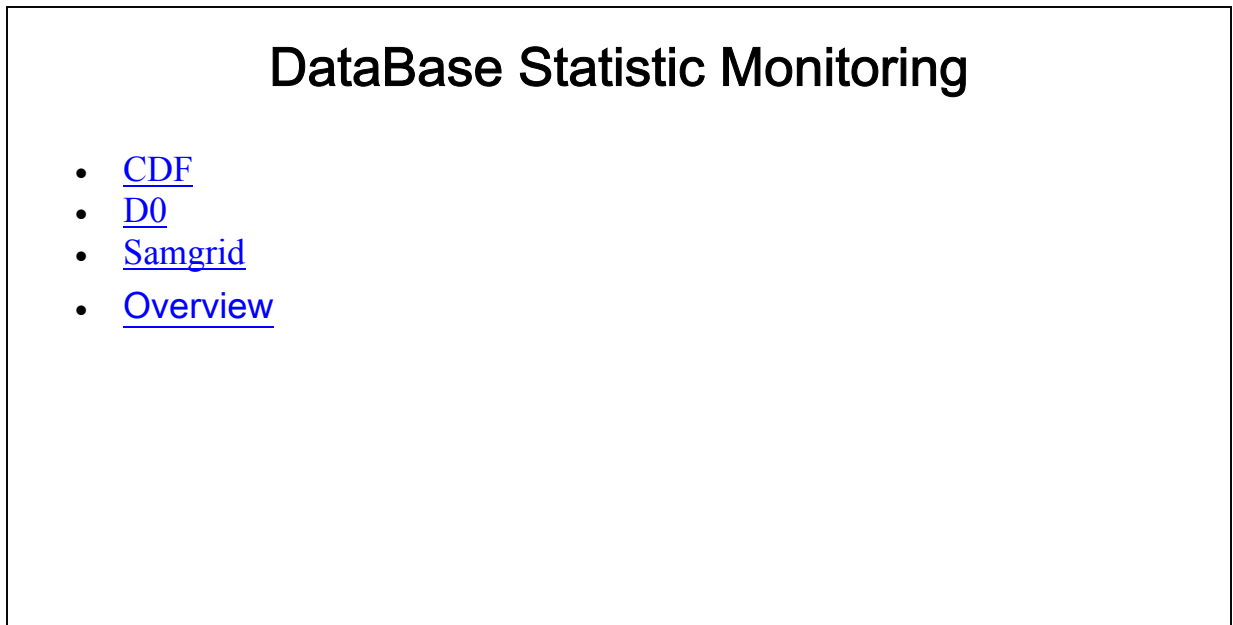 DataBase Statistic Monitoring
• CDF
• D0
• Samgrid
• Overview